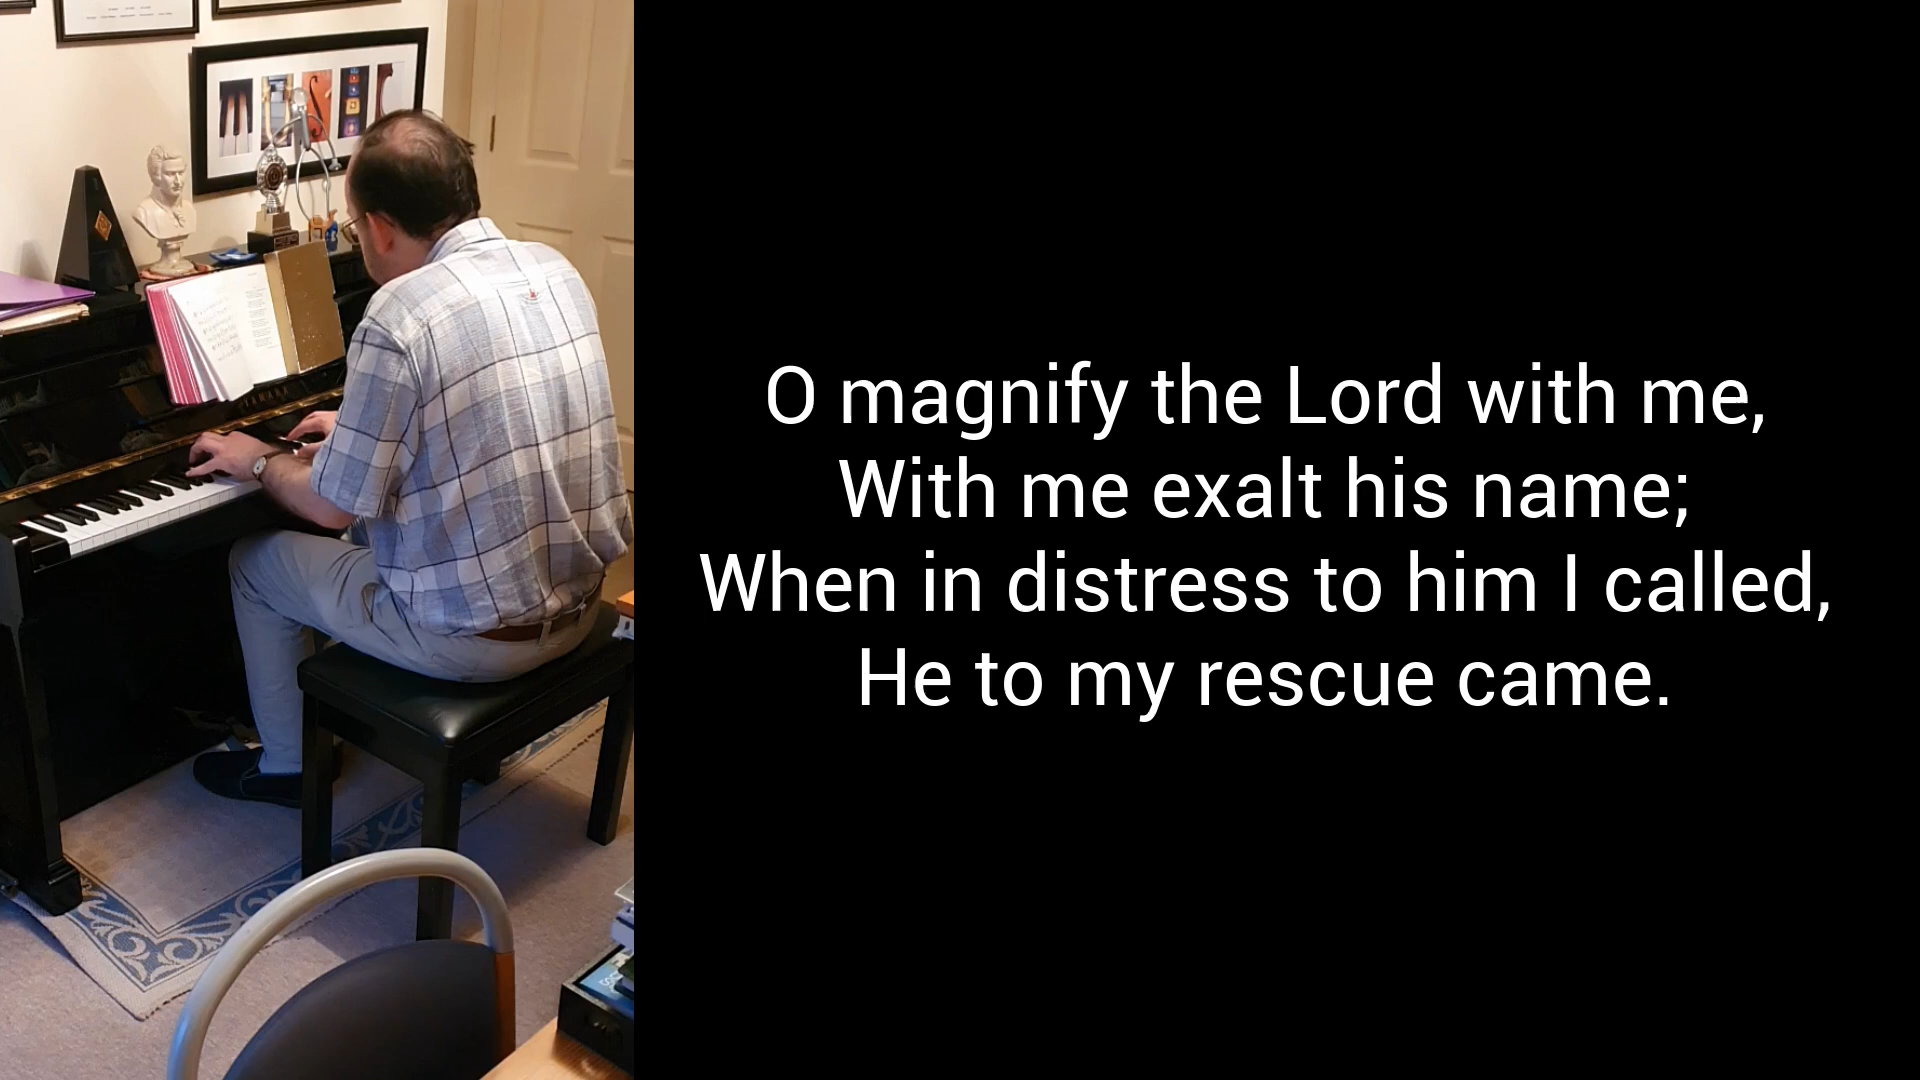 O magnify the Lord with me,
With me exalt his name;
When in distress to him I called,
He to my rescue came.
YAMAHA